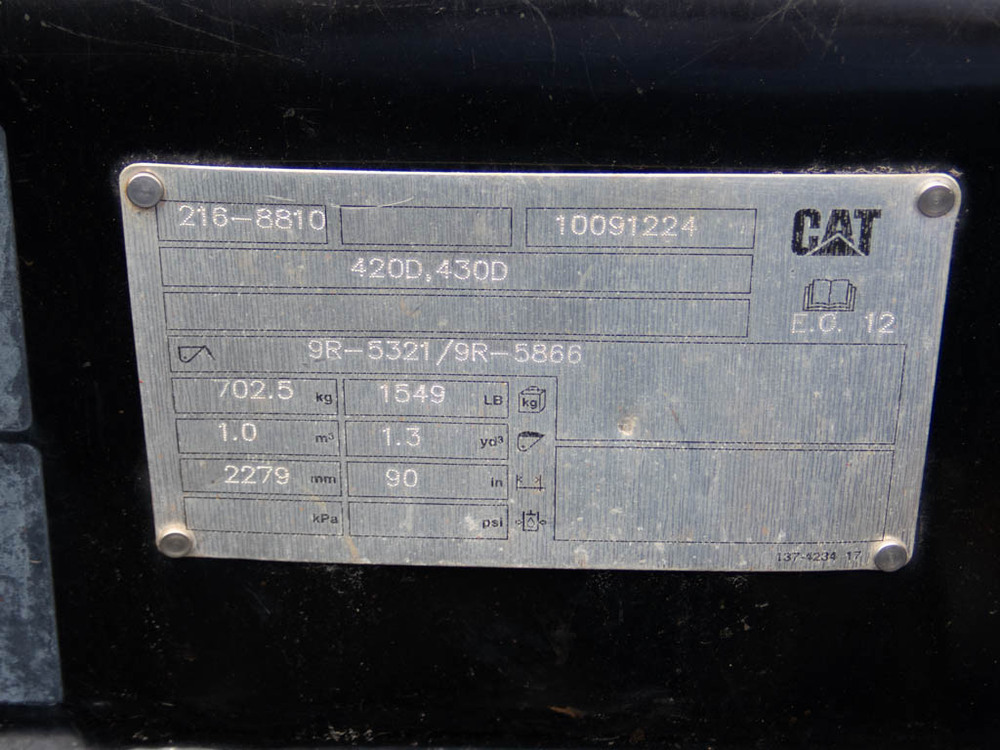 216-8810 10091224
CAT
420D,430D
E.C. 12
9R-5321/9R-5866
702.5 kg 1549 LB kg
1.0 m³ 1.3 yd³
2279 mm 90 in
kPa psi
137-4234 17